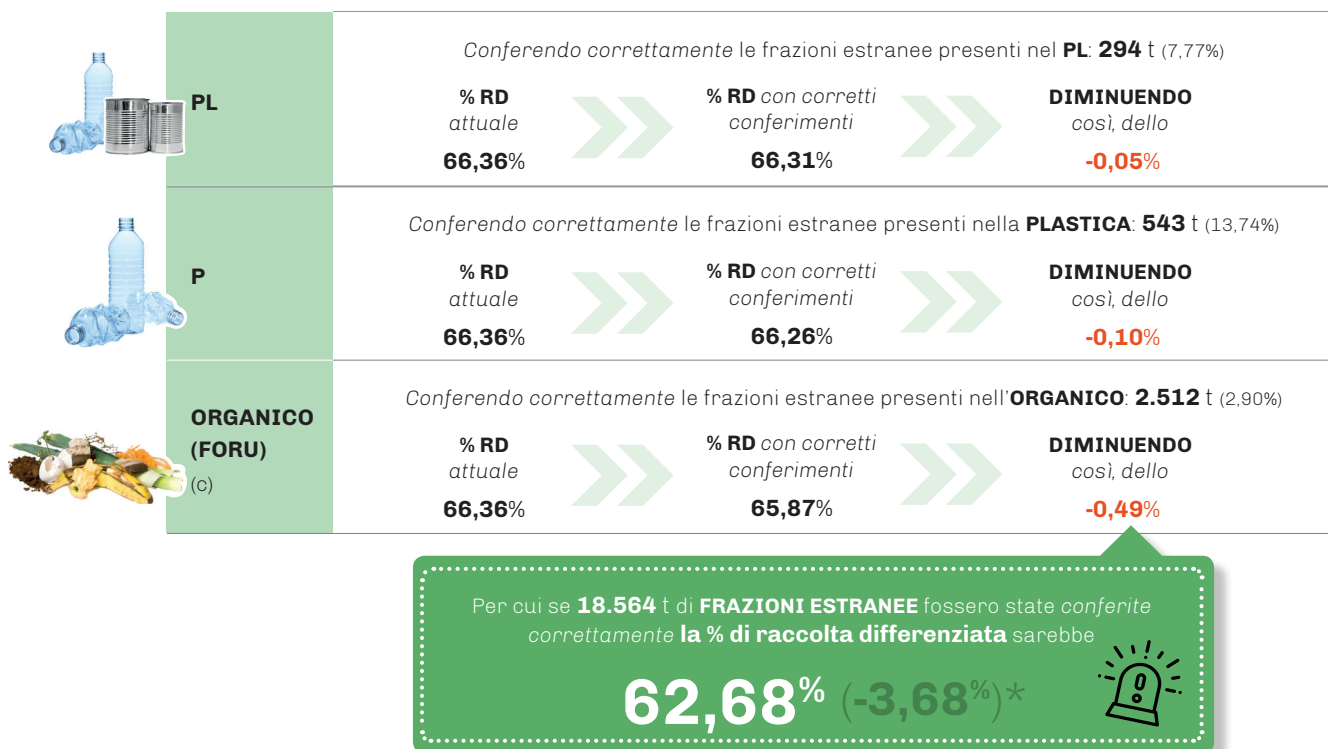 PL
Conferendo correttamente le frazioni estranee presenti nel PL: 294 t (7,77%)
% RD
attuale
66,36%
% RD con corretti
conferimenti
66,31%
DIMINUENDO
così, dello
-0,05%
P
Conferendo correttamente le frazioni estranee presenti nella PLASTICA: 543 t (13,74%)
% RD
attuale
66,36%
% RD con corretti
conferimenti
66,26%
DIMINUENDO
così, dello
-0,10%
ORGANICO
(FORU)
(c)
Conferendo correttamente le frazioni estranee presenti nell'ORGANICO: 2.512 t (2,90%)
% RD
attuale
66,36%
% RD con corretti
conferimenti
65,87%
DIMINUENDO
così, dello
-0,49%
Per cui se 18.564 t di FRAZIONI ESTRANEE fossero state conferite
correttamente la % di raccolta differenziata sarebbe
62,68% (-3,68%)*